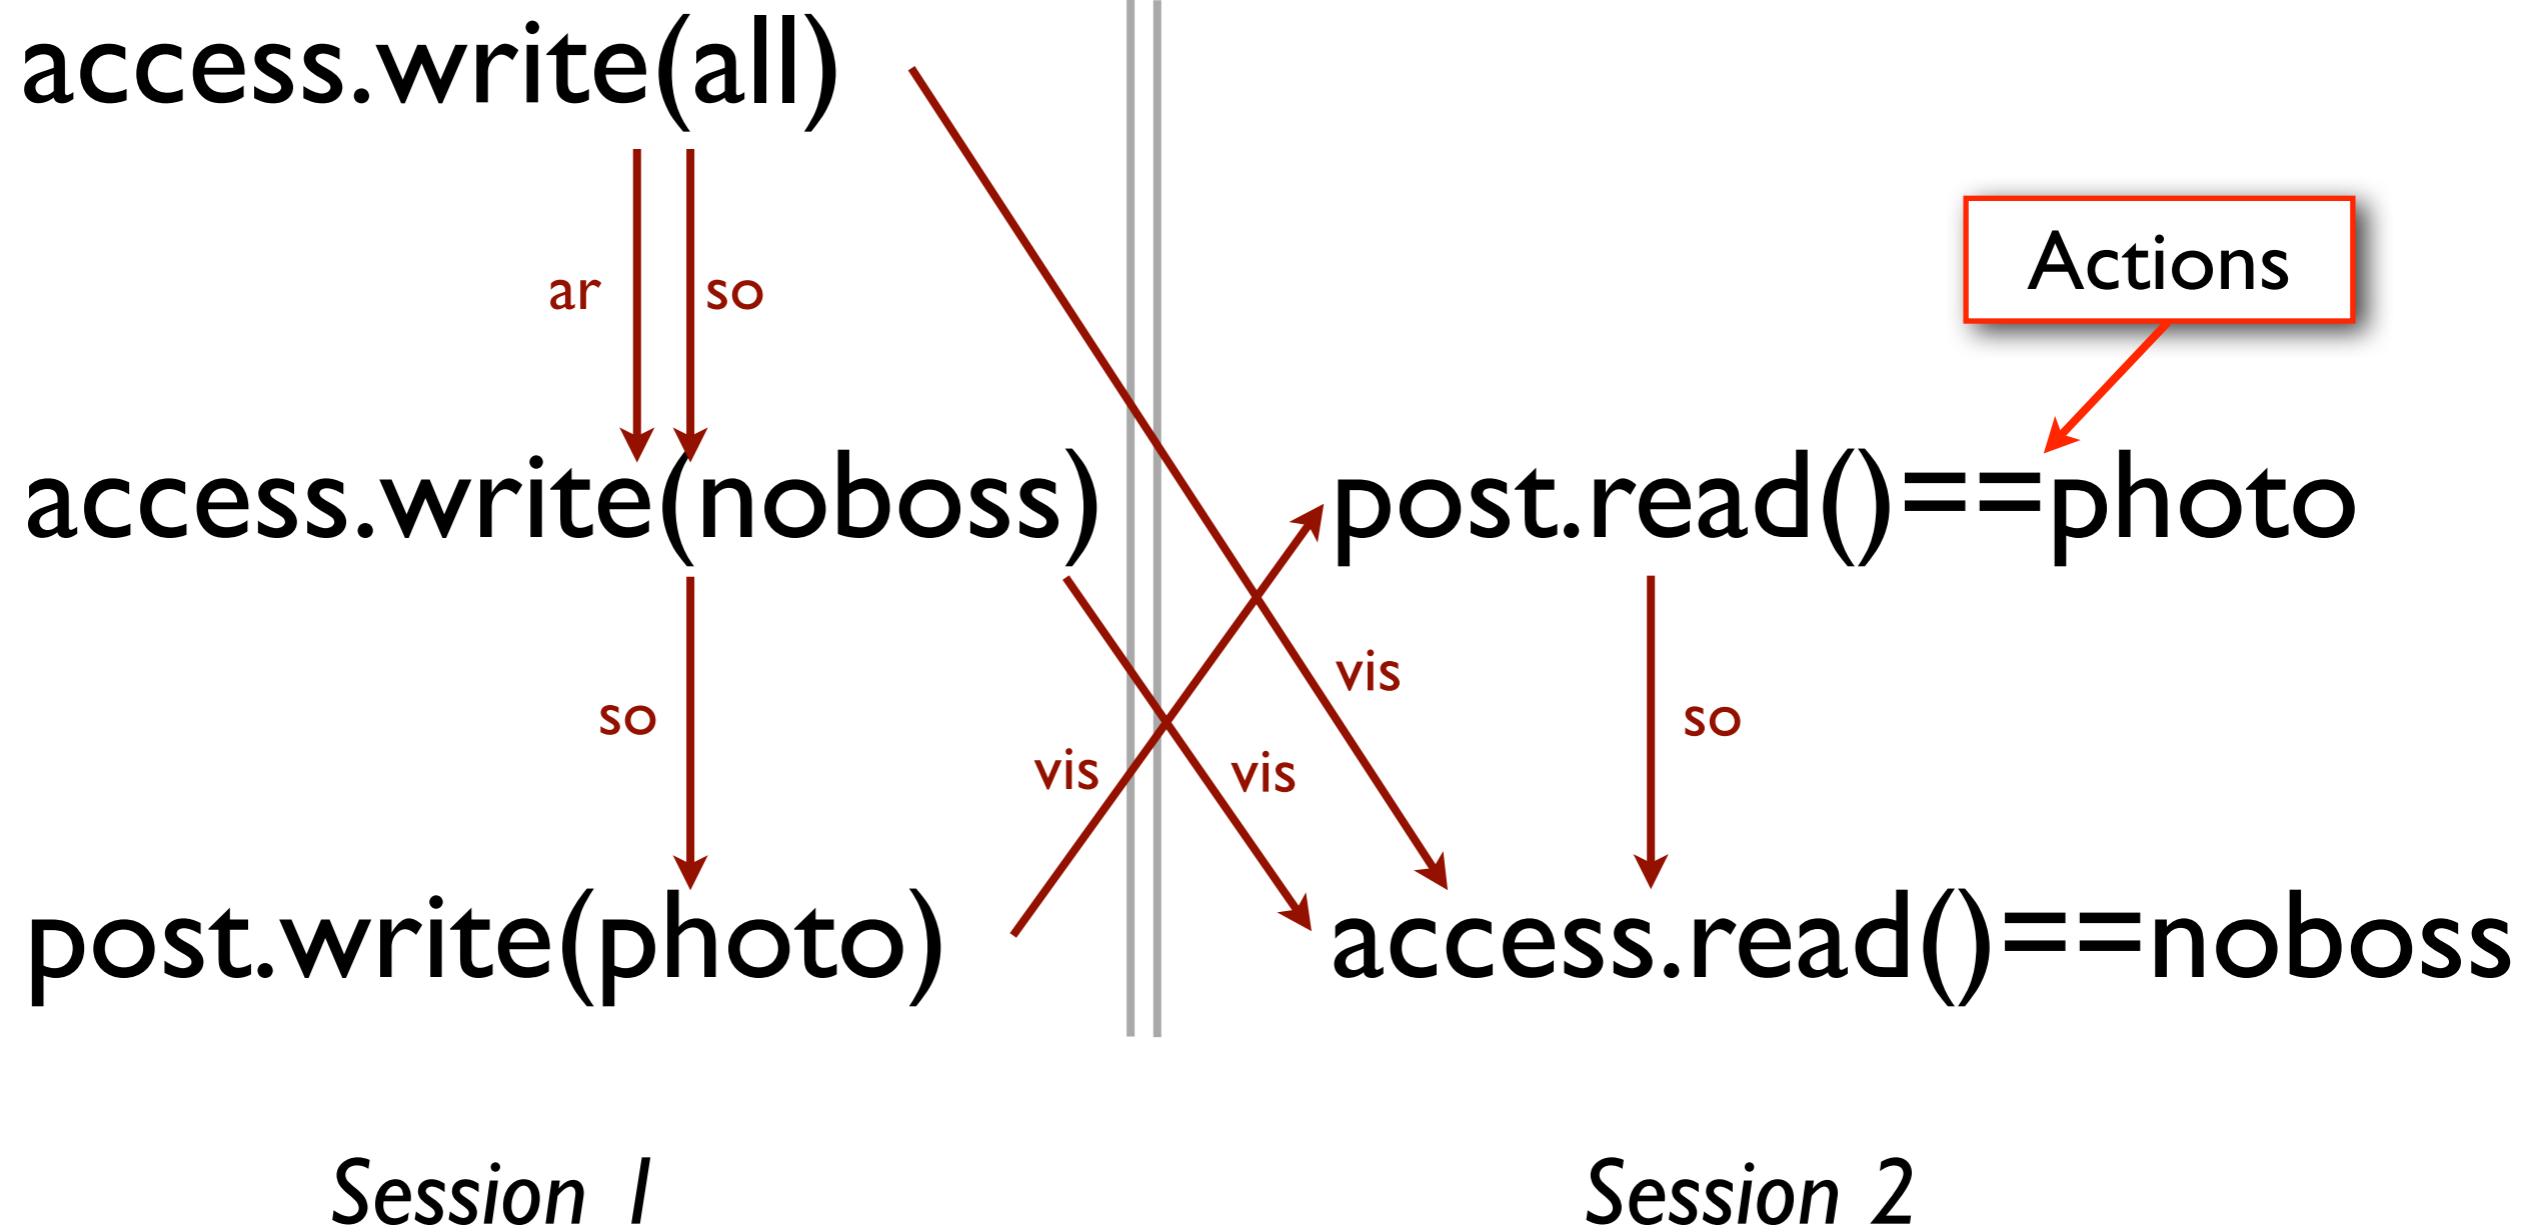 access.write(all)
ar
so
Actions
access.write(noboss)
post.read()==photo
so
vis
vis
vis
so
post.write(photo)
access.read()==noboss
Session 1
Session 2